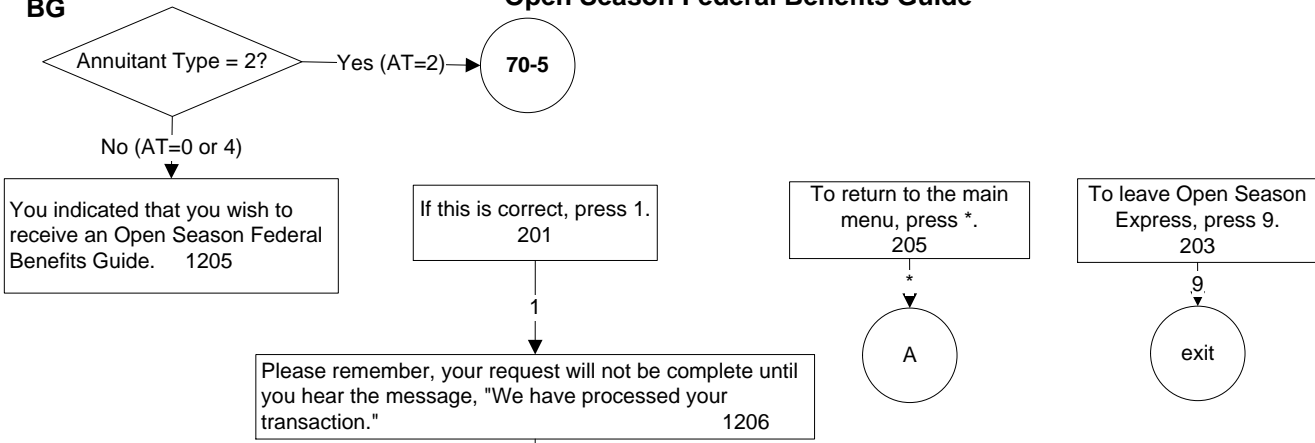 BG
Open Season Federal Benefits Guide
Annuitant Type = 2?
Yes (AT=2)
70-5
No (AT=0 or 4)
You indicated that you wish to
receive an Open Season Federal
Benefits Guide. 1205
If this is correct, press 1.
201
To return to the main
menu, press *.
205
To leave Open Season
Express, press 9.
203
1
*
9
A
exit
Please remember, your request will not be complete until
you hear the message, "We have processed your
transaction." 1206